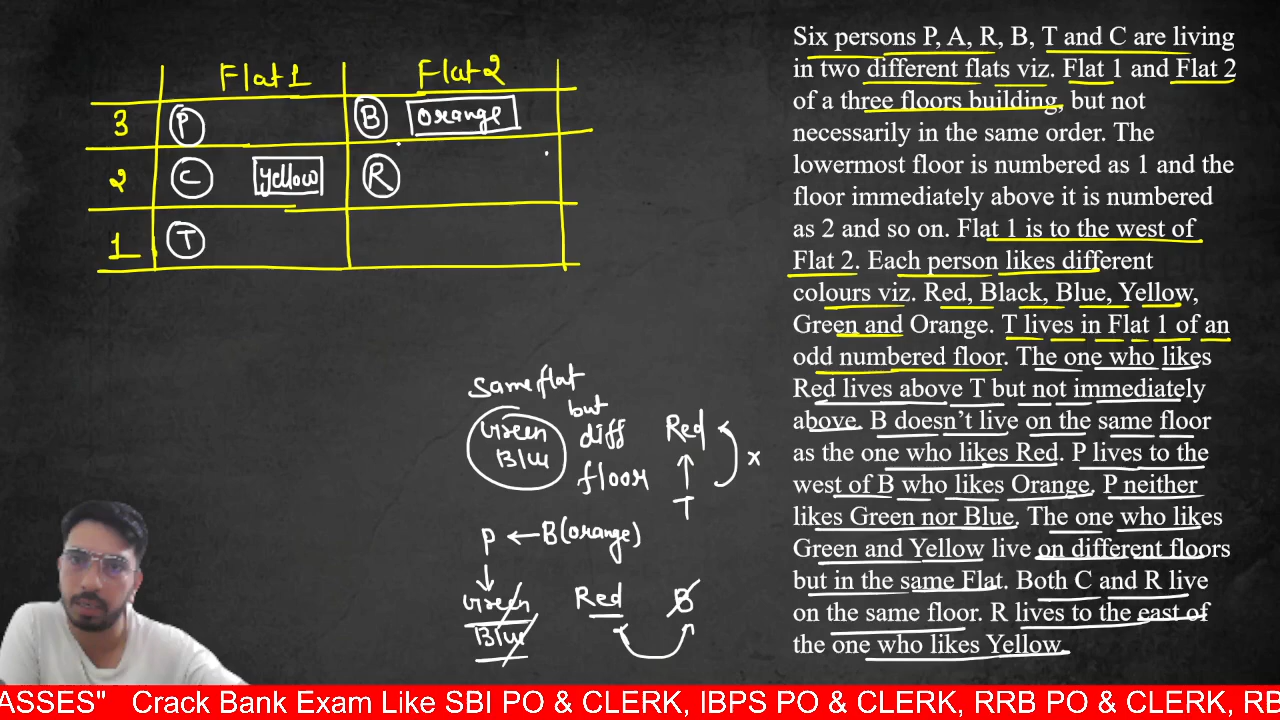 Flat 1 Flat 2
3 P B Orange
2 C Yellow R
1 T
Same flat
but
Green diff Red
Blue floor x
T
P ← B(orange)
Green Red B
Blue
Six persons P, A, R, B, T and C are living
in two different flats viz. Flat 1 and Flat 2
of a three floors building, but not
necessarily in the same order. The
lowermost floor is numbered as 1 and the
floor immediately above it is numbered
as 2 and so on. Flat 1 is to the west of
Flat 2. Each person likes different
colours viz. Red, Black, Blue, Yellow,
Green and Orange. T lives in Flat 1 of an
odd numbered floor. The one who likes
Red lives above T but not immediately
above. B doesn't live on the same floor
as the one who likes Red. P lives to the
west of B who likes Orange. P neither
likes Green nor Blue. The one who likes
Green and Yellow live on different floors
but in the same Flat. Both C and R live
on the same floor. R lives to the east of
the one who likes Yellow.
ASSES" Crack Bank Exam Like SBI PO & CLERK, IBPS PO & CLERK, RRB PO & CLERK, RB